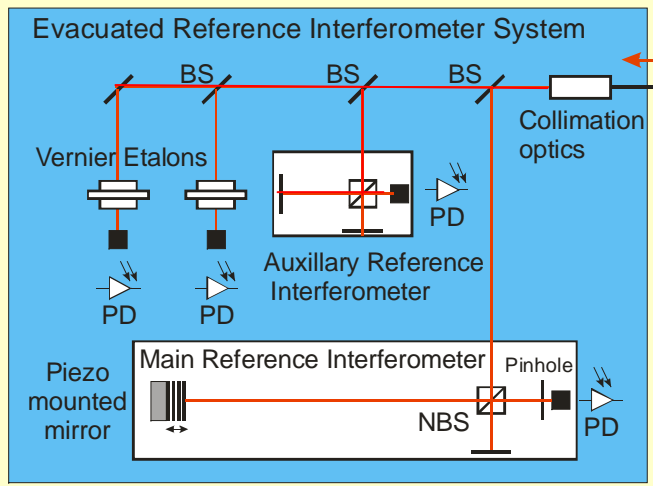 Evacuated Reference Interferometer System
BS
BS
BS
Collimation
optics
Vernier Etalons
PD
Auxillary Reference
Interferometer
PD
PD
Main Reference Interferometer
Pinhole
Piezo
mounted
mirror
NBS
PD